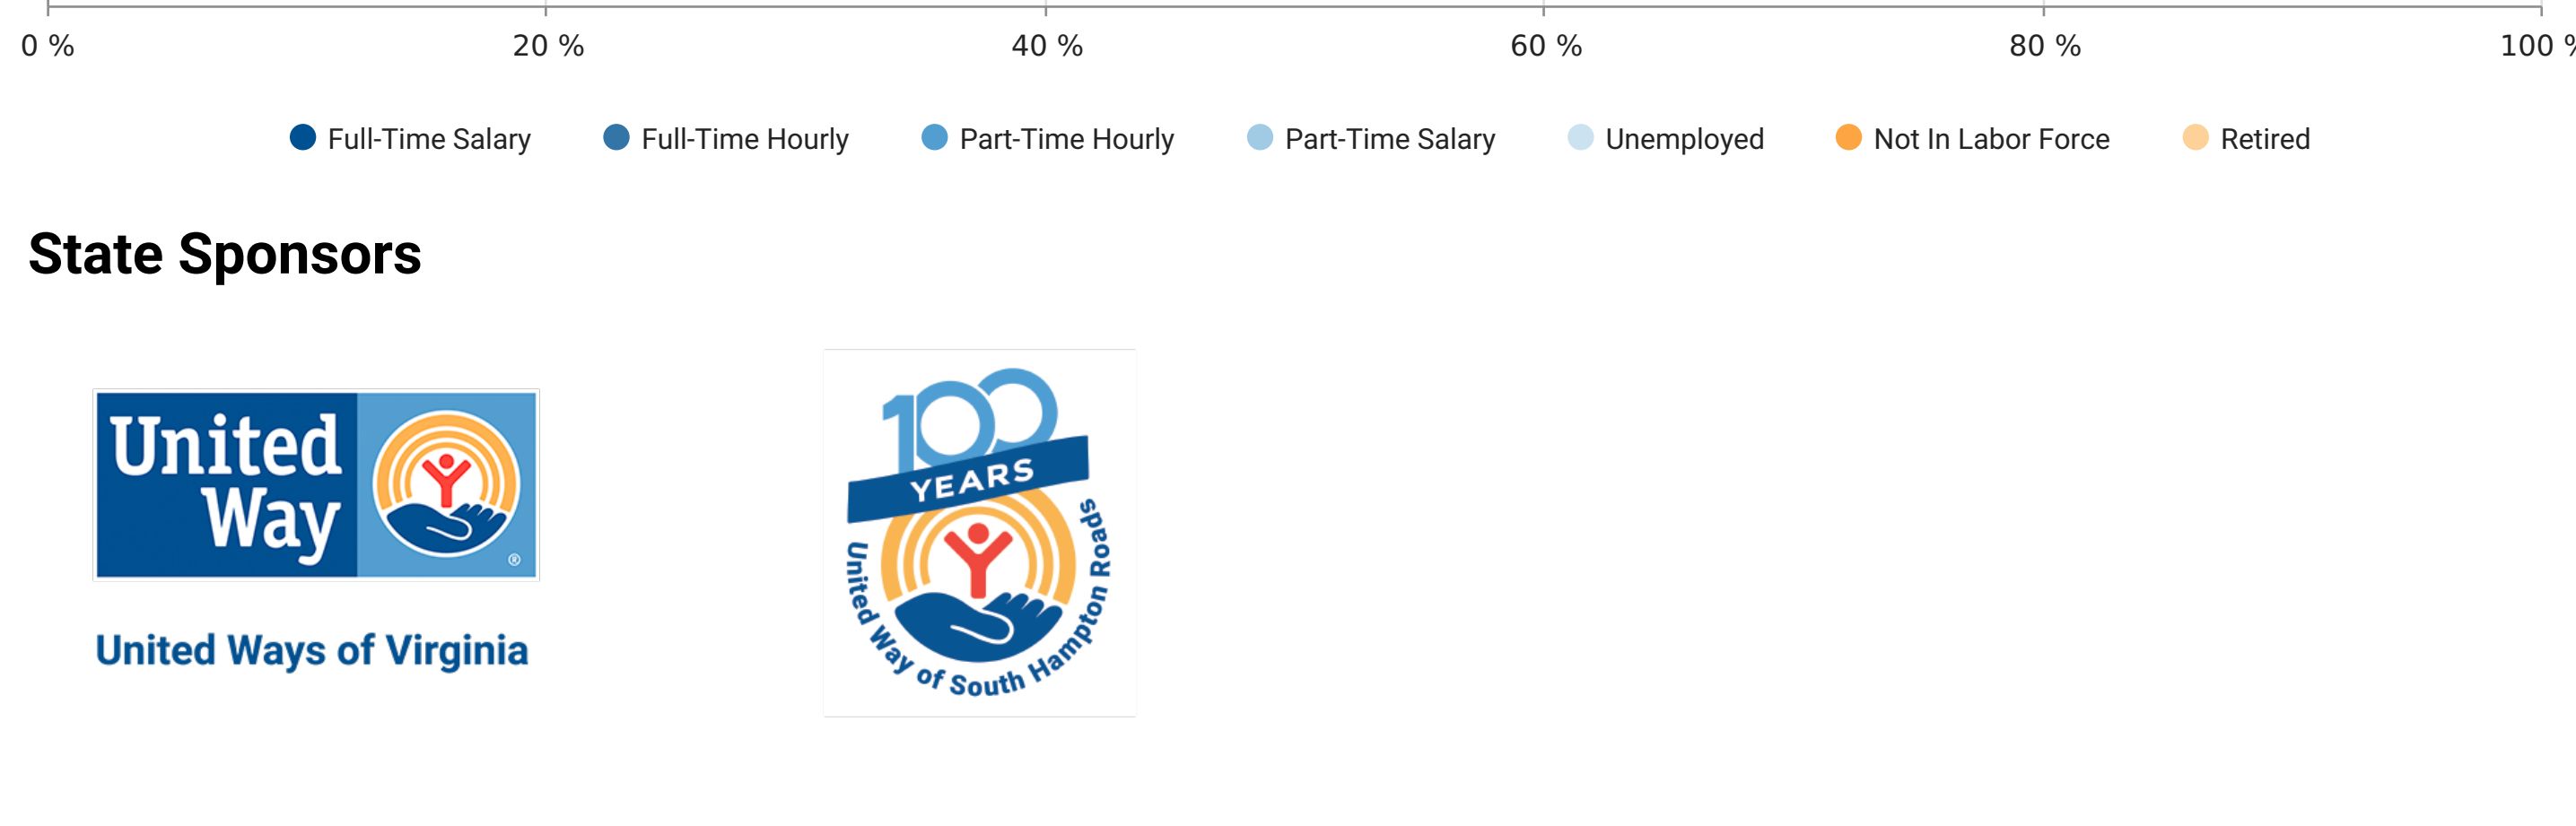 0 % 20 % 40 % 60 % 80 % 100 %
Full-Time Salary Full-Time Hourly Part-Time Hourly Part-Time Salary Unemployed Not In Labor Force Retired
State Sponsors
United
Way
®
United Ways of Virginia
100
YEARS
United Way of South Hampton Roads